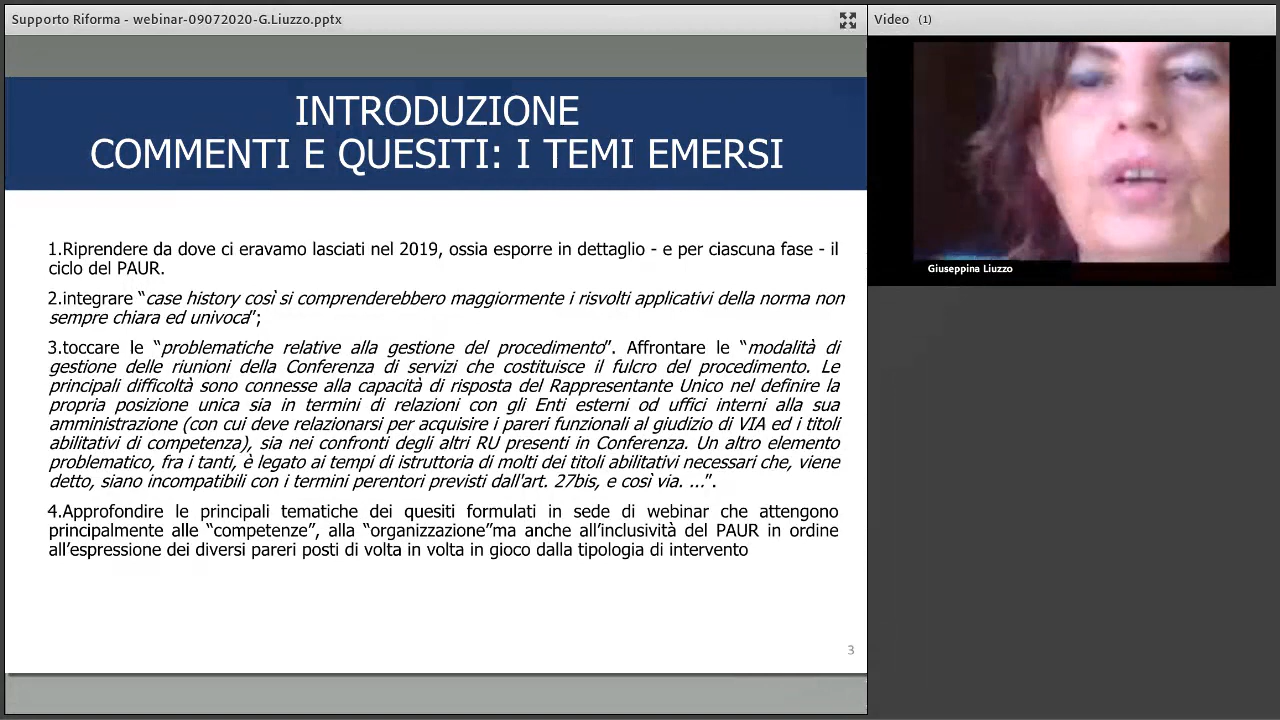 Supporto Riforma - webinar-09072020-G.Liuzzo.pptx
Video (1)
INTRODUZIONE
COMMENTI E QUESITI: I TEMI EMERSI
1.Riprendere da dove ci eravamo lasciati nel 2019, ossia esporre in dettaglio - e per ciascuna fase - il
ciclo del PAUR.
2.integrare “case history così si comprenderebbero maggiormente i risvolti applicativi della norma non
sempre chiara ed univoca”;
3.toccare le “problematiche relative alla gestione del procedimento”. Affrontare le “modalità di
gestione delle riunioni della Conferenza di servizi che costituisce il fulcro del procedimento. Le
principali difficoltà sono connesse alla capacità di risposta del Rappresentante Unico nel definire la
propria posizione unica sia in termini di relazioni con gli Enti esterni od uffici interni alla sua
amministrazione (con cui deve relazionarsi per acquisire i pareri funzionali al giudizio di VIA ed i titoli
abilitativi di competenza), sia nei confronti degli altri RU presenti in Conferenza. Un altro elemento
problematico, fra i tanti, è legato ai tempi di istruttoria di molti dei titoli abilitativi necessari che, viene
detto, siano incompatibili con i termini perentori previsti dall'art. 27bis, e così via. ...”.
4.Approfondire le principali tematiche dei quesiti formulati in sede di webinar che attengono
principalmente alle “competenze”, alla “organizzazione”ma anche all’inclusività del PAUR in ordine
all’espressione dei diversi pareri posti di volta in volta in gioco dalla tipologia di intervento
3
Giuseppina Liuzzo